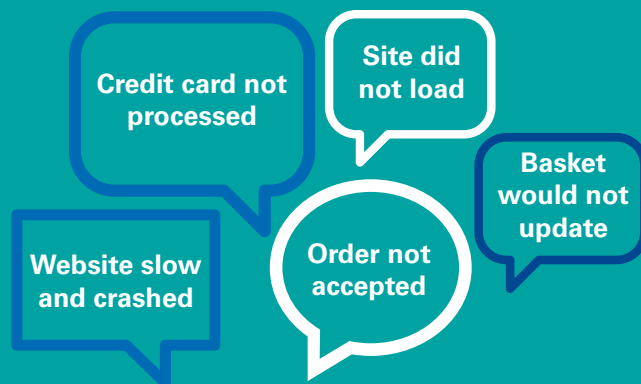 Credit card not
processed
Site did
not load
Basket
would not
update
Website slow
and crashed
Order not
accepted